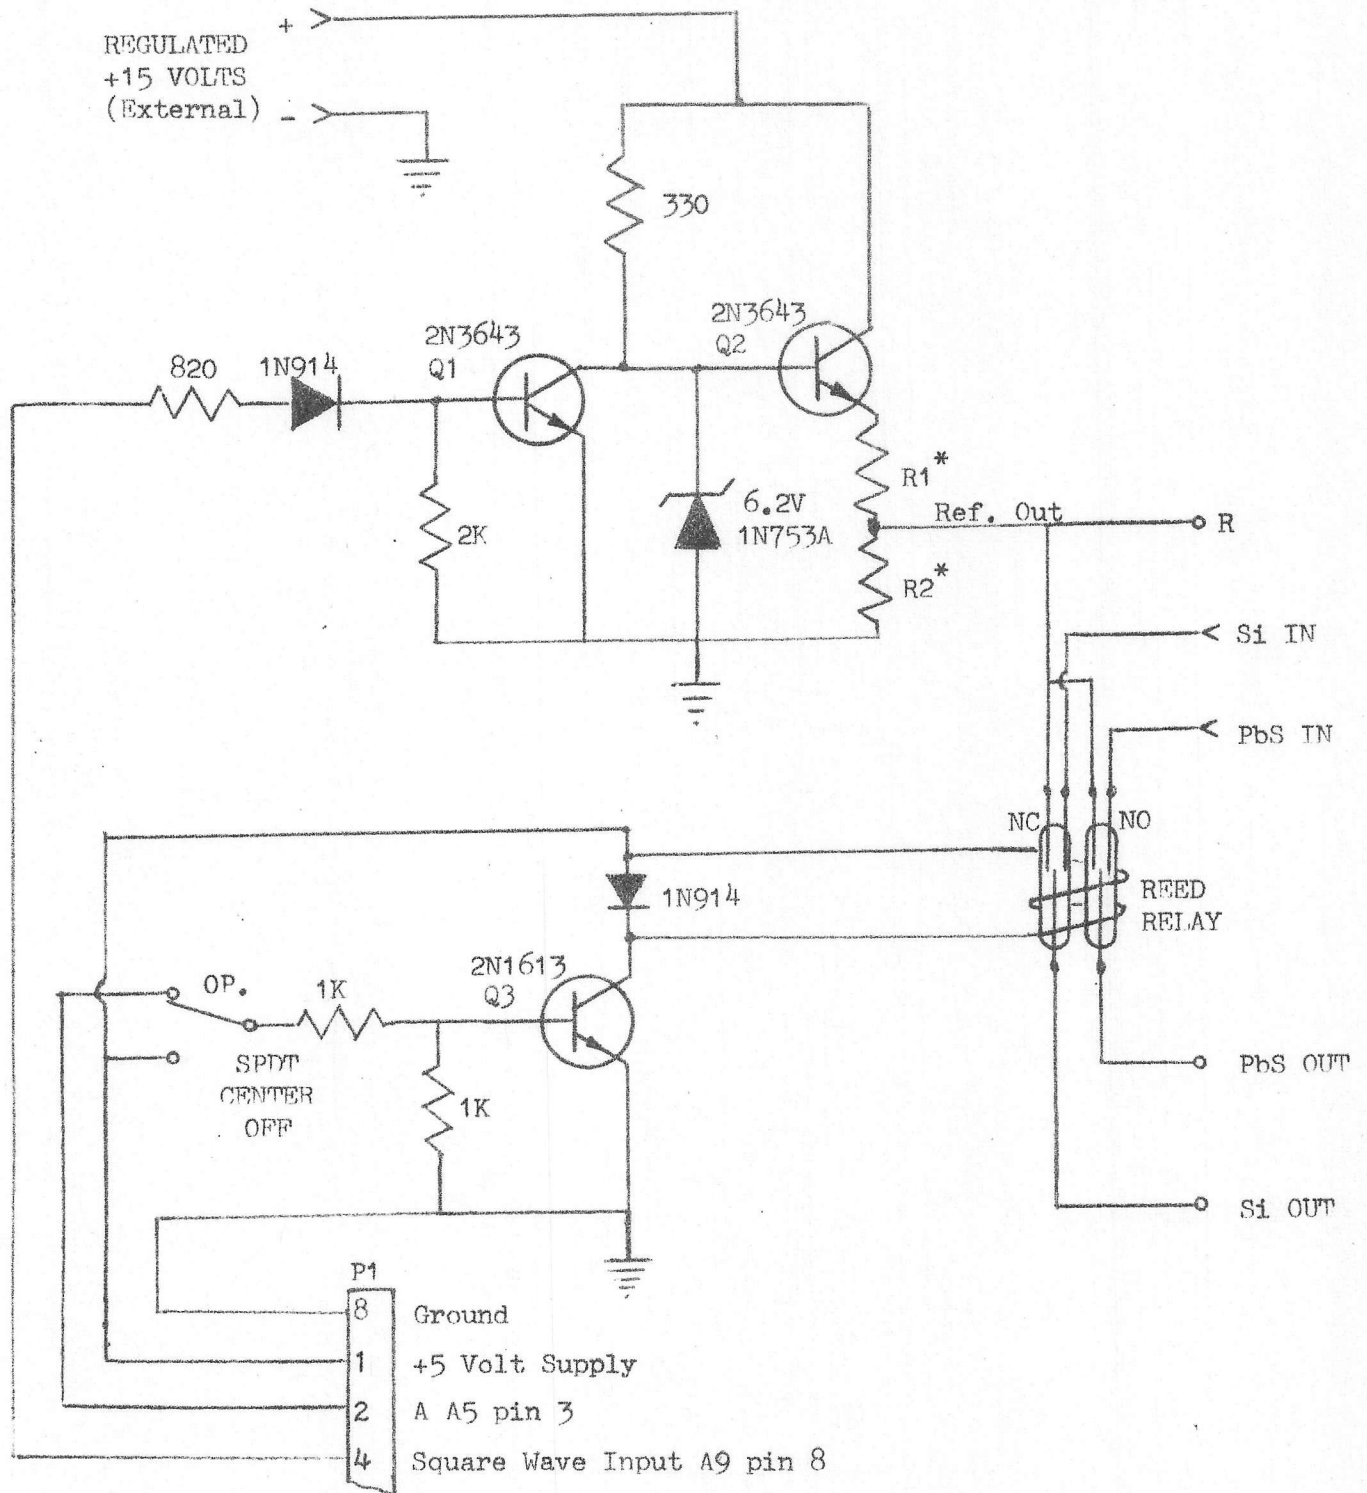 REGULATED
+15 VOLTS
(External)
+
-
330
2N3643
Q1
2N3643
Q2
820
1N914
2K
6.2V
1N753A
R1*
R2*
Ref. Out
R
Si IN
PbS IN
NC
NO
REED
RELAY
1N914
2N1613
Q3
OP.
1K
SPDT
CENTER
OFF
1K
PbS OUT
Si OUT
P1
8 Ground
1 +5 Volt Supply
2 A A5 pin 3
4 Square Wave Input A9 pin 8